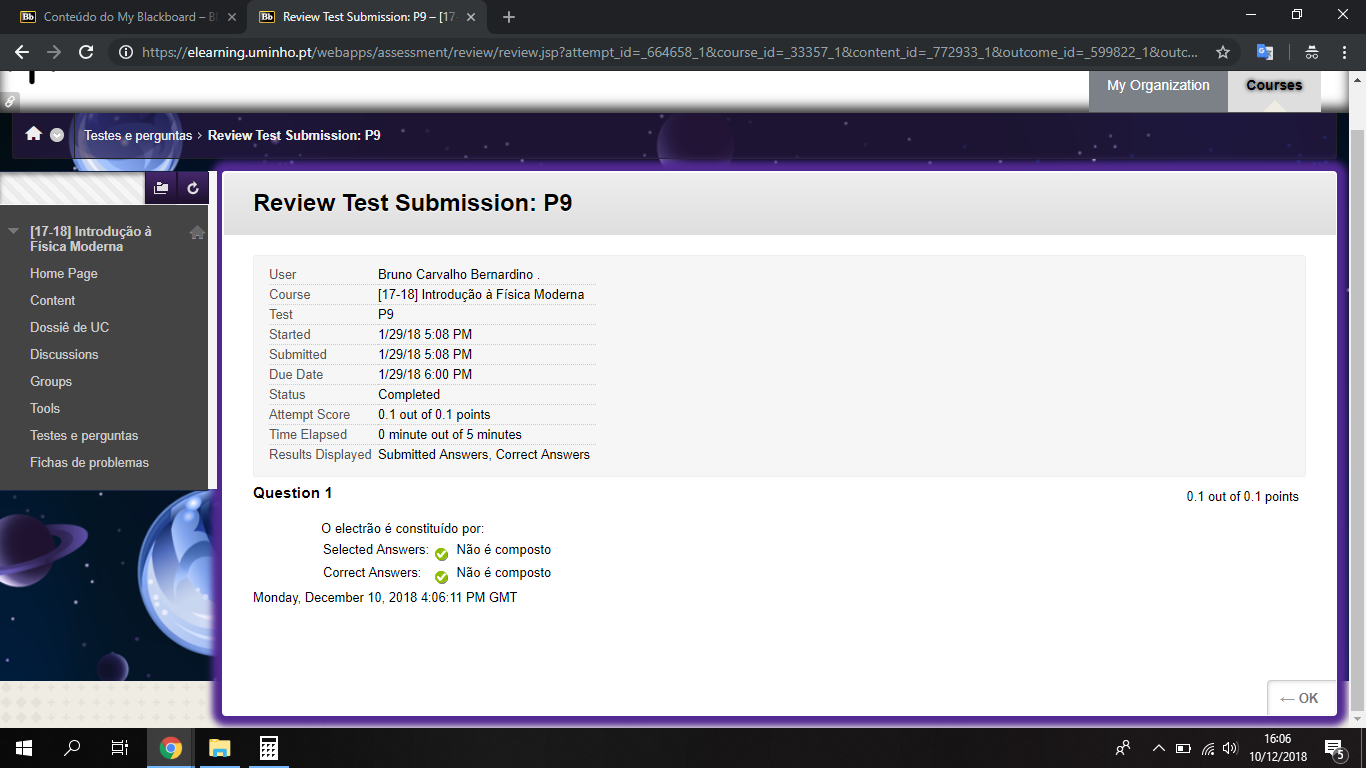 Conteúdo do My Blackboard – B
Review Test Submission: P9 – [17-
https://elearning.uminho.pt/webapps/assessment/review/review.jsp?attempt_id=_664658_1&course_id=_33357_1&content_id=_772933_1&outcome_id=_599822_1&outc...
My Organization
Courses
Testes e perguntas > Review Test Submission: P9
[17-18] Introdução à
Física Moderna
Home Page
Content
Dossiê de UC
Discussions
Groups
Tools
Testes e perguntas
Fichas de problemas
Review Test Submission: P9
User Bruno Carvalho Bernardino .
Course [17-18] Introdução à Física Moderna
Test P9
Started 1/29/18 5:08 PM
Submitted 1/29/18 5:08 PM
Due Date 1/29/18 6:00 PM
Status Completed
Attempt Score 0.1 out of 0.1 points
Time Elapsed 0 minute out of 5 minutes
Results Displayed Submitted Answers, Correct Answers
Question 1
0.1 out of 0.1 points
O electrão é constituído por:
Selected Answers: Não é composto
Correct Answers: Não é composto
Monday, December 10, 2018 4:06:11 PM GMT
← OK
16:06
10/12/2018
5